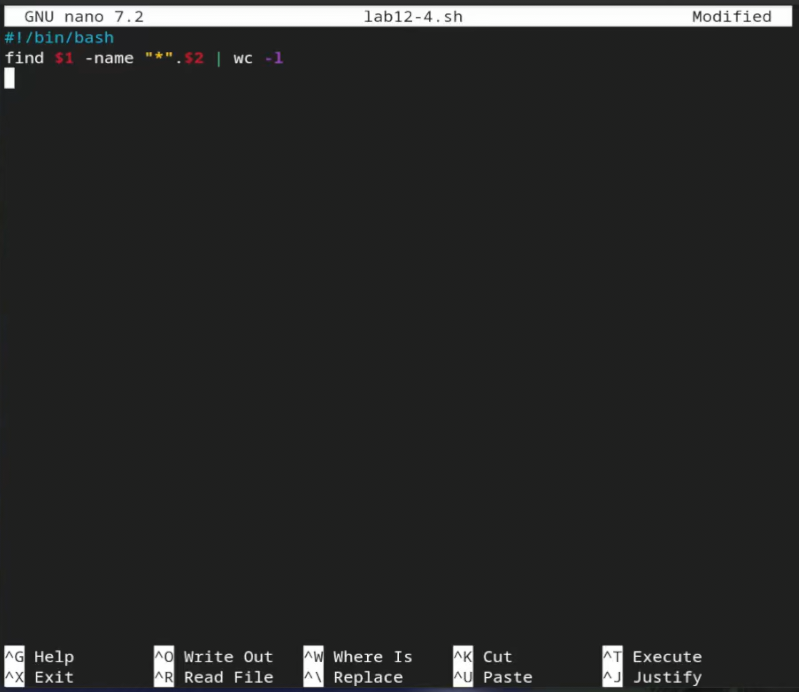 GNU nano 7.2 lab12-4.sh Modified
#!/bin/bash
find $1 -name "*".$2 | wc -l
^G Help ^O Write Out ^W Where Is ^K Cut ^T Execute
^X Exit ^R Read File ^\ Replace ^U Paste ^J Justify